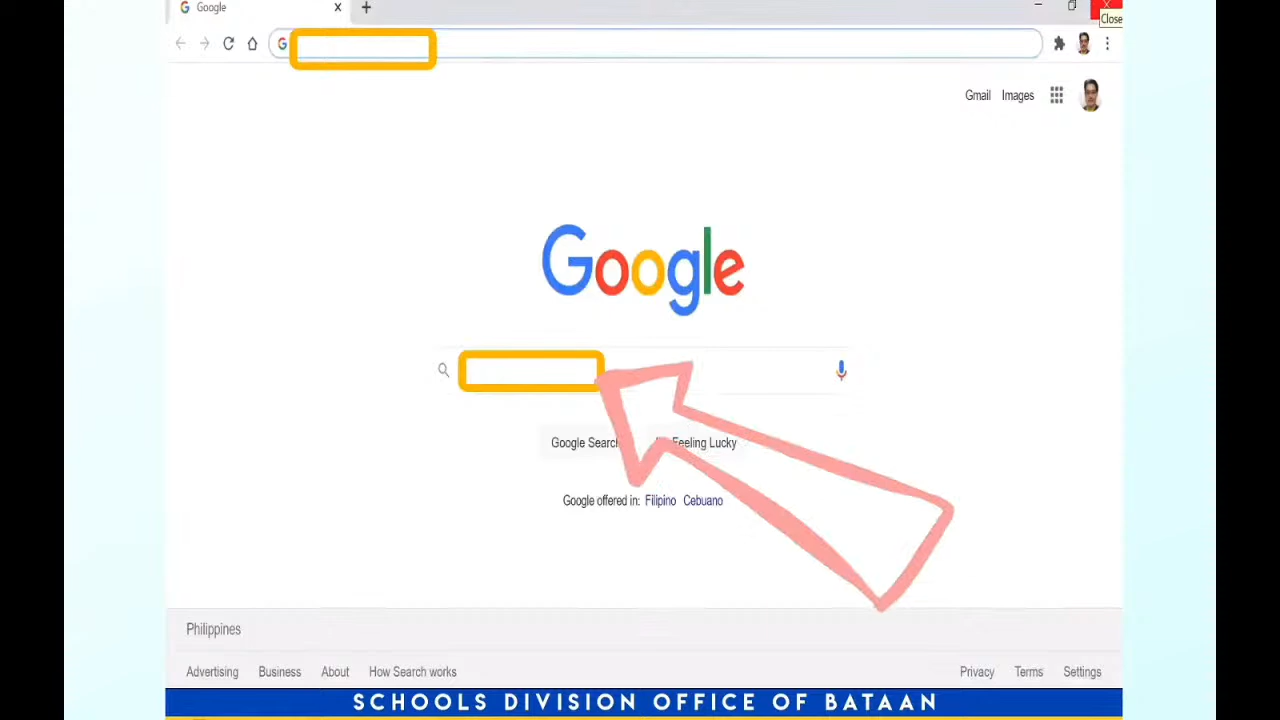 Google
Close
Gmail Images
Google
Google Search Feeling Lucky
Google offered in: Filipino Cebuano
Philippines
Advertising Business About How Search works
Privacy Terms Settings
SCHOOLS DIVISION OFFICE OF BATAAN